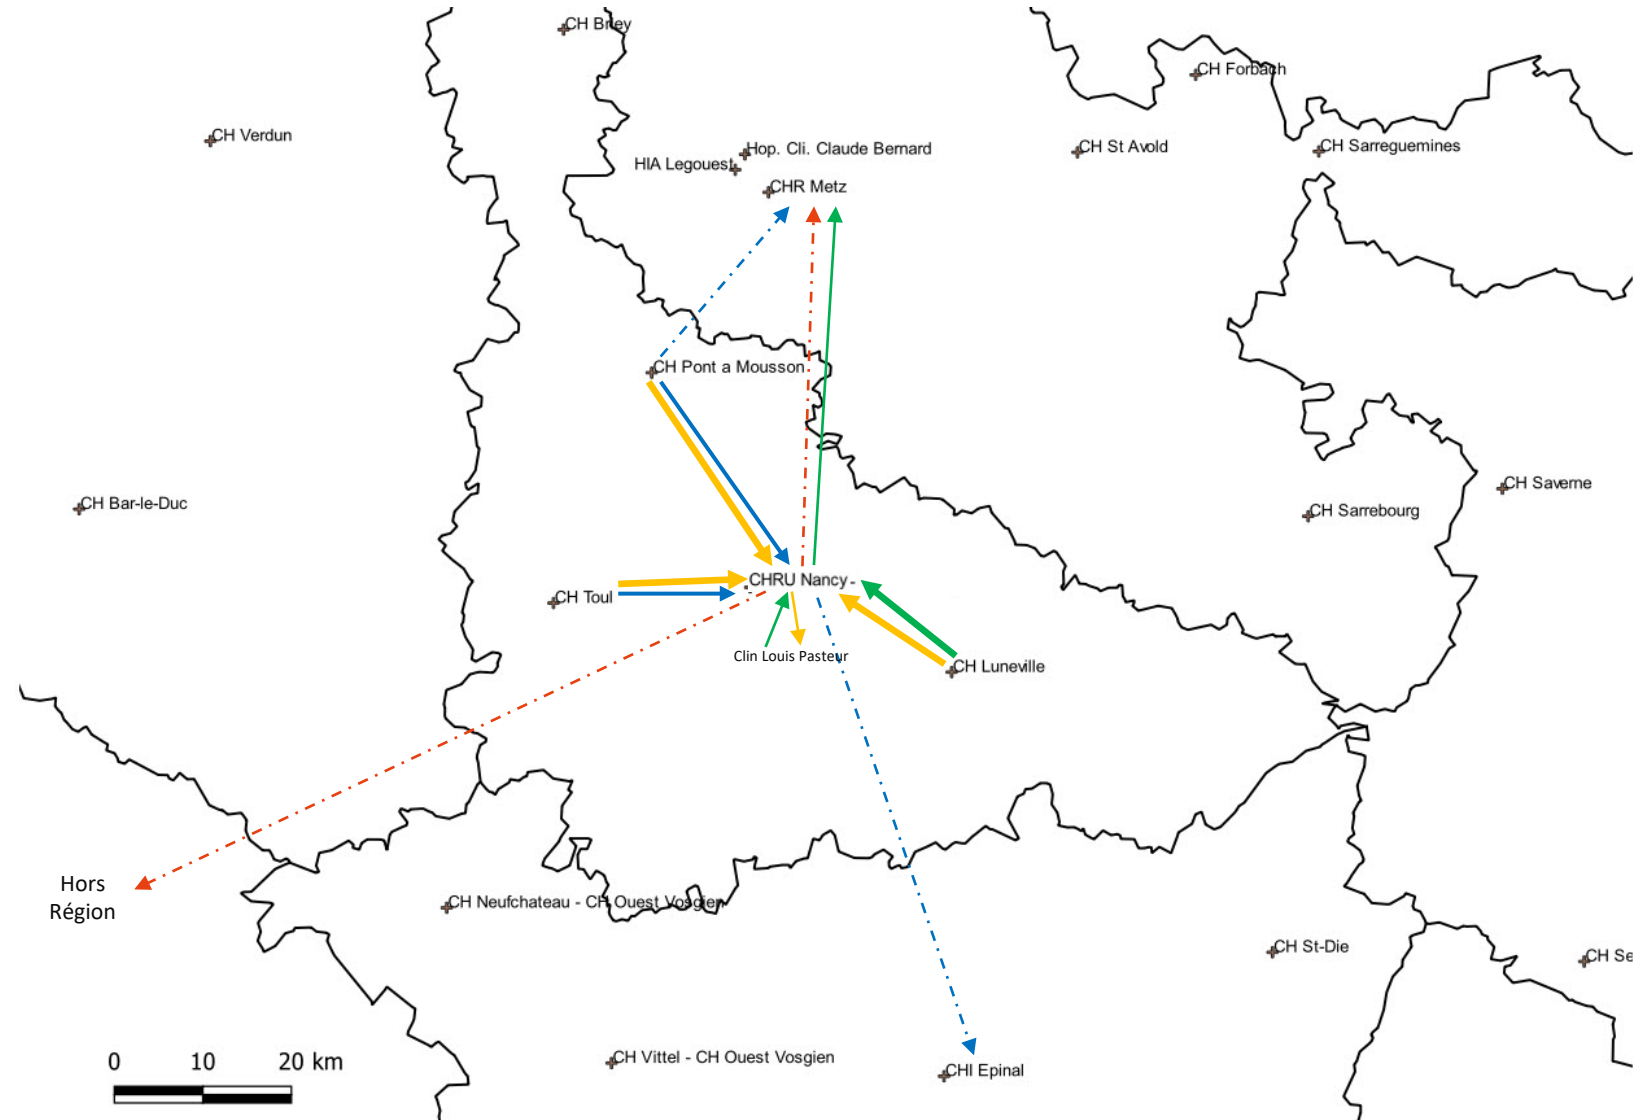 CH Briey
CH Forbach
CH Verdun
Hop. Cli. Claude Bernard
CH St Avold
CH Sarreguemines
HIA Legouest
CHR Metz
CH Pont a Mousson
CH Saverne
CH Bar-le-Duc
CH Sarrebourg
CHRU Nancy
CH Toul
Clin Louis Pasteur
CH Luneville
Hors
Région
CH Neufchateau - CH Ouest Vosgien
CH St-Die
CH Se
CH Vittel - CH Ouest Vosgien
CHI Epinal
0 10 20 km